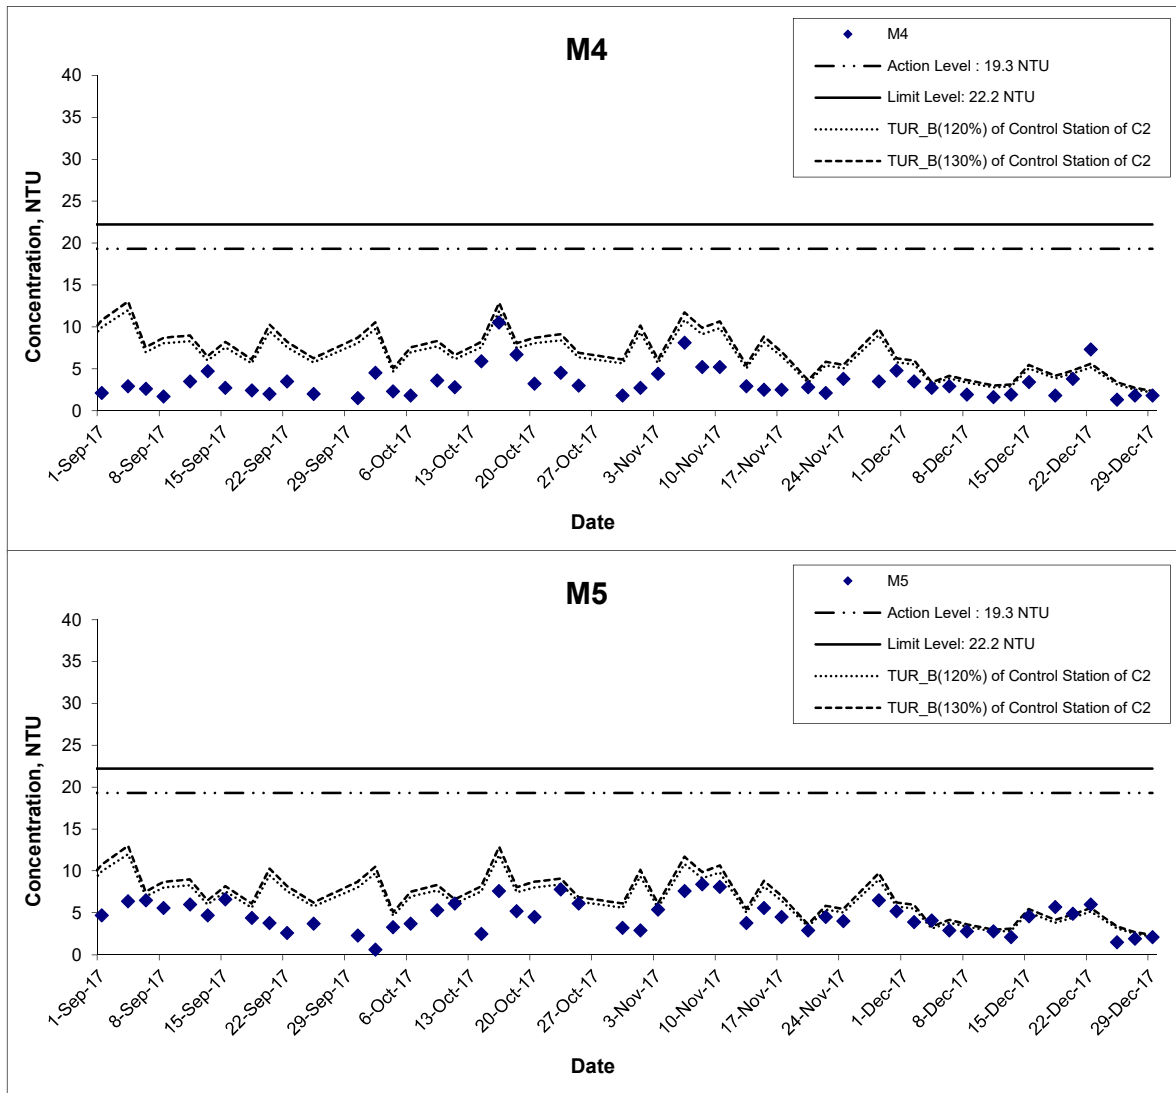 M4
M4
Action Level : 19.3 NTU
Limit Level: 22.2 NTU
TUR_B(120%) of Control Station of C2
TUR_B(130%) of Control Station of C2
Concentration, NTU
40
35
30
25
20
15
10
5
0
1-Sep-17
8-Sep-17
15-Sep-17
22-Sep-17
29-Sep-17
6-Oct-17
13-Oct-17
20-Oct-17
27-Oct-17
3-Nov-17
10-Nov-17
17-Nov-17
24-Nov-17
1-Dec-17
8-Dec-17
15-Dec-17
22-Dec-17
29-Dec-17
Date
M5
M5
Action Level : 19.3 NTU
Limit Level: 22.2 NTU
TUR_B(120%) of Control Station of C2
TUR_B(130%) of Control Station of C2
Concentration, NTU
40
35
30
25
20
15
10
5
0
1-Sep-17
8-Sep-17
15-Sep-17
22-Sep-17
29-Sep-17
6-Oct-17
13-Oct-17
20-Oct-17
27-Oct-17
3-Nov-17
10-Nov-17
17-Nov-17
24-Nov-17
1-Dec-17
8-Dec-17
15-Dec-17
22-Dec-17
29-Dec-17
Date